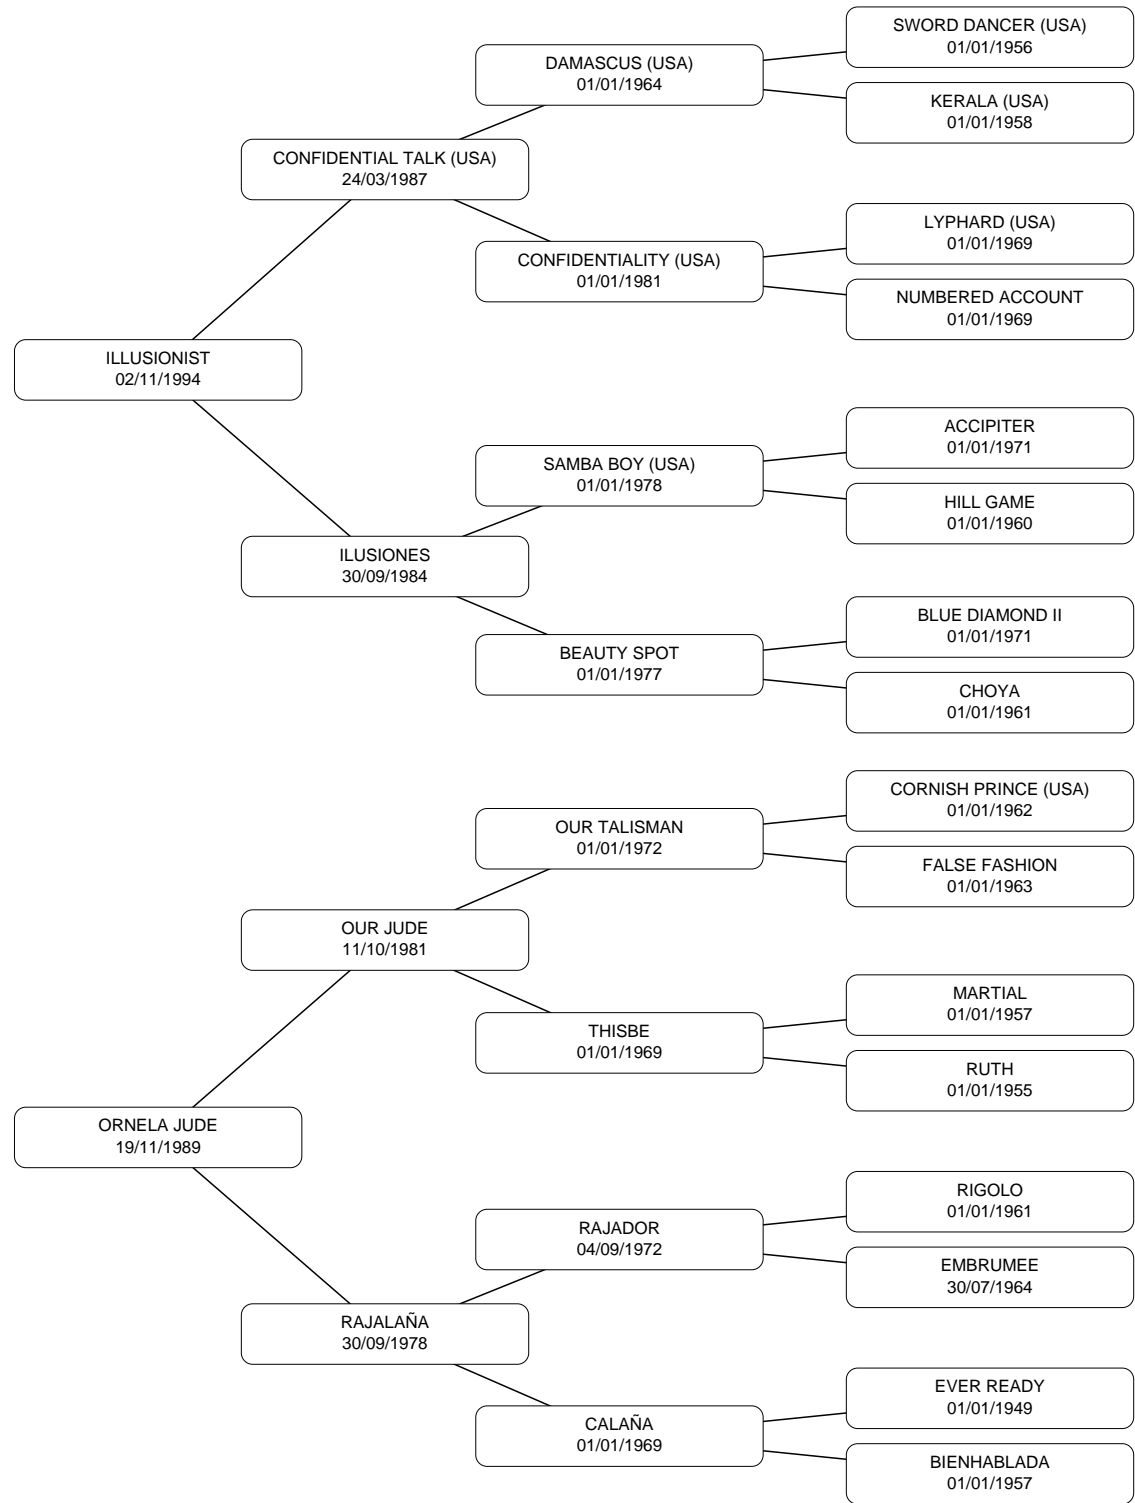 SWORD DANCER (USA)
01/01/1956
DAMASCUS (USA)
01/01/1964
KERALA (USA)
01/01/1958
CONFIDENTIAL TALK (USA)
24/03/1987
LYPHARD (USA)
01/01/1969
CONFIDENTIALITY (USA)
01/01/1981
NUMBERED ACCOUNT
01/01/1969
ILLUSIONIST
02/11/1994
ACCIPITER
01/01/1971
SAMBA BOY (USA)
01/01/1978
HILL GAME
01/01/1960
ILUSIONES
30/09/1984
BLUE DIAMOND II
01/01/1971
BEAUTY SPOT
01/01/1977
CHOYA
01/01/1961
CORNISH PRINCE (USA)
01/01/1962
OUR TALISMAN
01/01/1972
FALSE FASHION
01/01/1963
OUR JUDE
11/10/1981
MARTIAL
01/01/1957
THISBE
01/01/1969
RUTH
01/01/1955
ORNELA JUDE
19/11/1989
RIGOLO
01/01/1961
RAJADOR
04/09/1972
EMBRUMEE
30/07/1964
RAJALAÑA
30/09/1978
EVER READY
01/01/1949
CALAÑA
01/01/1969
BIENHABLADA
01/01/1957